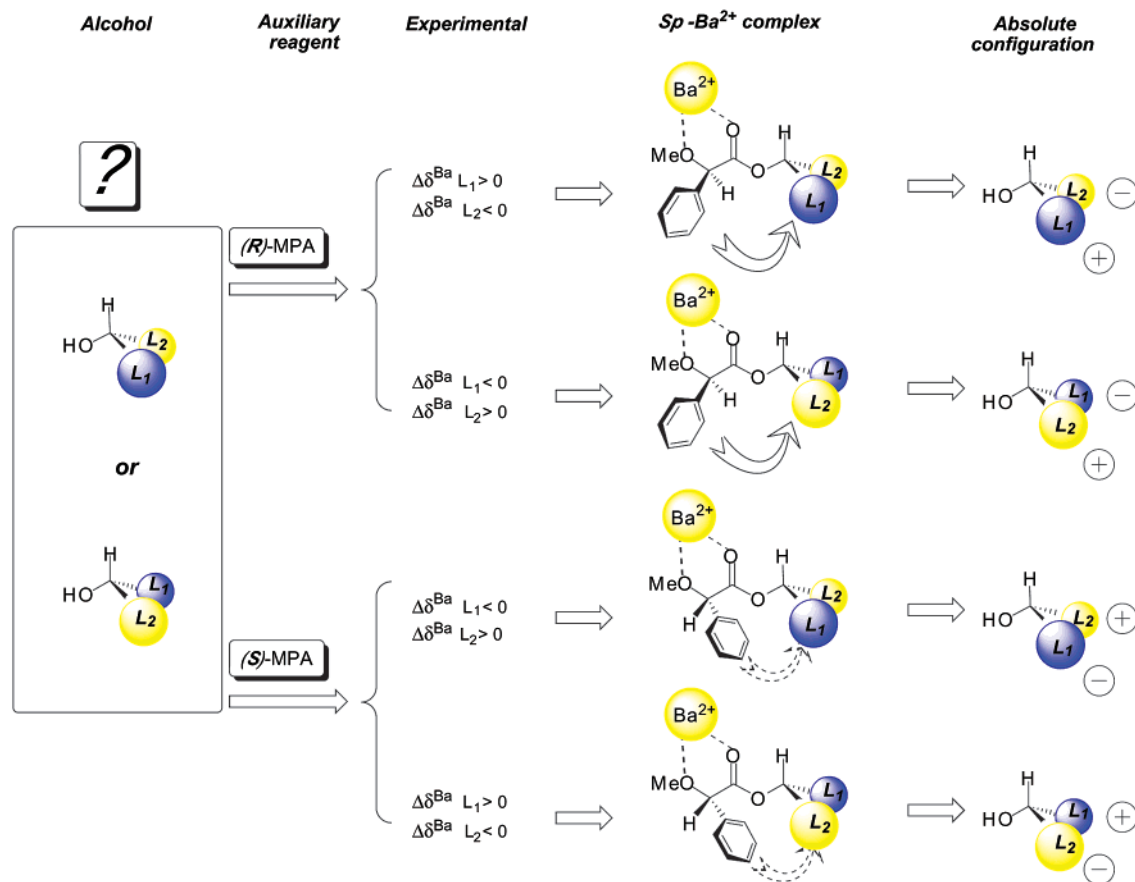 Alcohol
Auxiliary
reagent
Experimental
Sp -Ba²⁺ complex
Absolute
configuration
?
H
HO
L₂
L₁
or
H
HO
L₁
L₂
(R)-MPA
(S)-MPA
Δδᴮᵃ L₁ > 0
Δδᴮᵃ L₂ < 0
Ba²⁺
O
H
MeO
O
H
L₂
L₁
H
HO
L₂
−
L₁
+
Δδᴮᵃ L₁ < 0
Δδᴮᵃ L₂ > 0
Ba²⁺
O
H
MeO
O
H
L₁
L₂
H
HO
L₁
−
L₂
+
Δδᴮᵃ L₁ < 0
Δδᴮᵃ L₂ > 0
Ba²⁺
O
H
MeO
O
H
L₂
L₁
H
HO
L₂
+
L₁
−
Δδᴮᵃ L₁ > 0
Δδᴮᵃ L₂ < 0
Ba²⁺
O
H
MeO
O
H
L₁
L₂
H
HO
L₁
+
L₂
−